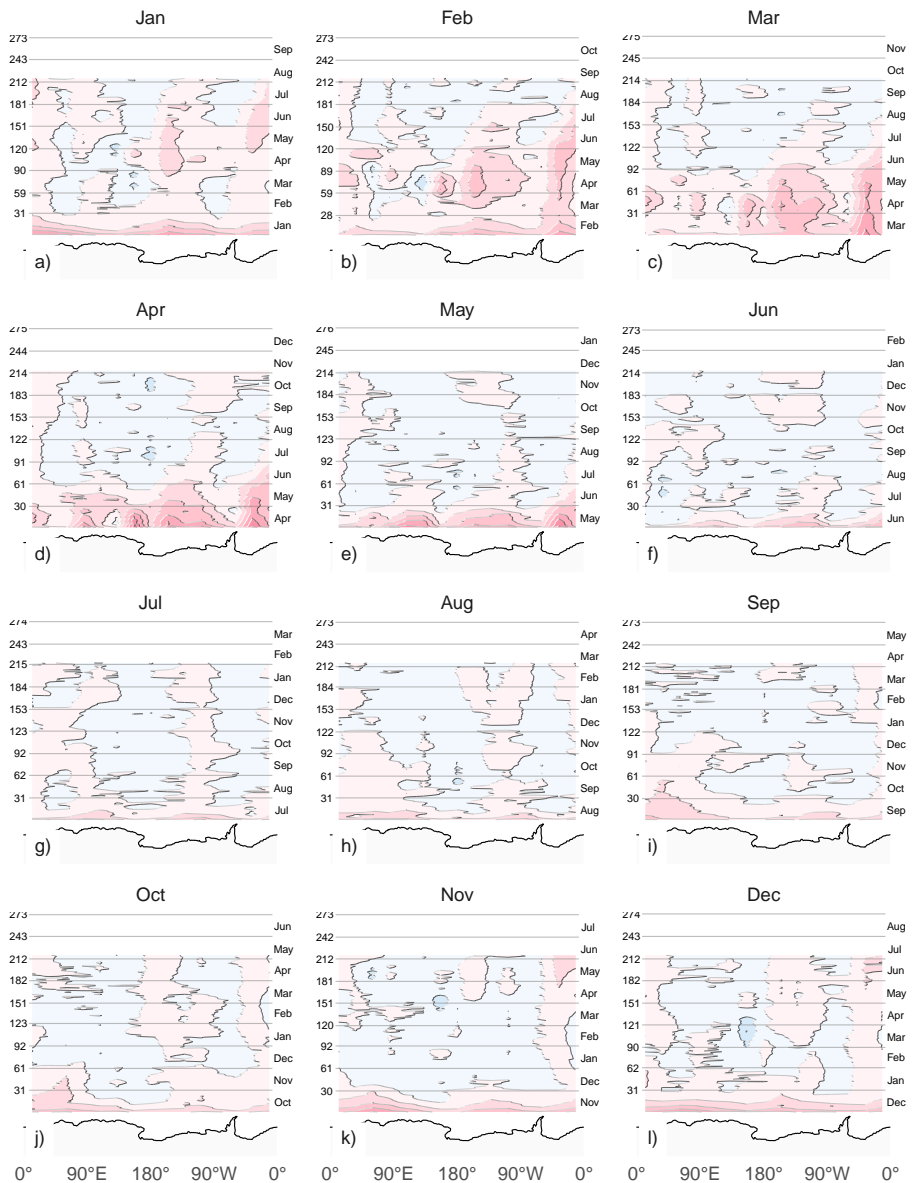 Jan Feb Mar
273 273 275
Sep Oct Nov
243 242 245
Aug Sep Oct
212 212 214
Jul Aug Sep
181 181 184
Jun Jul Aug
151 151 153
May Jun Jul
120 120 122
Apr May Jun
90 89 92
Mar Apr May
59 59 61
Feb Mar Apr
31 28 31
Jan Feb Mar
a) b) c)
Apr May Jun
275 276 273
Dec Jan Feb
244 245 243
Nov Dec Jan
214 214 214
Oct Nov Dec
183 184 183
Sep Oct Nov
153 153 153
Aug Sep Oct
122 123 122
Jul Aug Sep
91 92 92
Jun Jul Aug
61 61 61
May Jun Jul
30 31 30
Apr May Jun
d) e) f)
Jul Aug Sep
274 273 273
Mar Apr May
243 243 242
Feb Mar Apr
215 212 212
Jan Feb Mar
184 184 181
Dec Jan Feb
153 153 153
Nov Dec Jan
123 122 122
Oct Nov Dec
92 92 91
Sep Oct Nov
62 61 61
Aug Sep Oct
31 31 30
Jul Aug Sep
g) h) i)
Oct Nov Dec
273 273 274
Jun Jul Aug
243 242 243
May Jun Jul
212 212 212
Apr May Jun
182 181 182
Mar Apr May
151 151 151
Feb Mar Apr
123 120 121
Jan Feb Mar
92 92 90
Dec Jan Feb
61 61 62
Nov Dec Jan
31 30 31
Oct Nov Dec
j) k) l)
0° 90°E 180° 90°W 0° 0° 90°E 180° 90°W 0° 0° 90°E 180° 90°W 0°